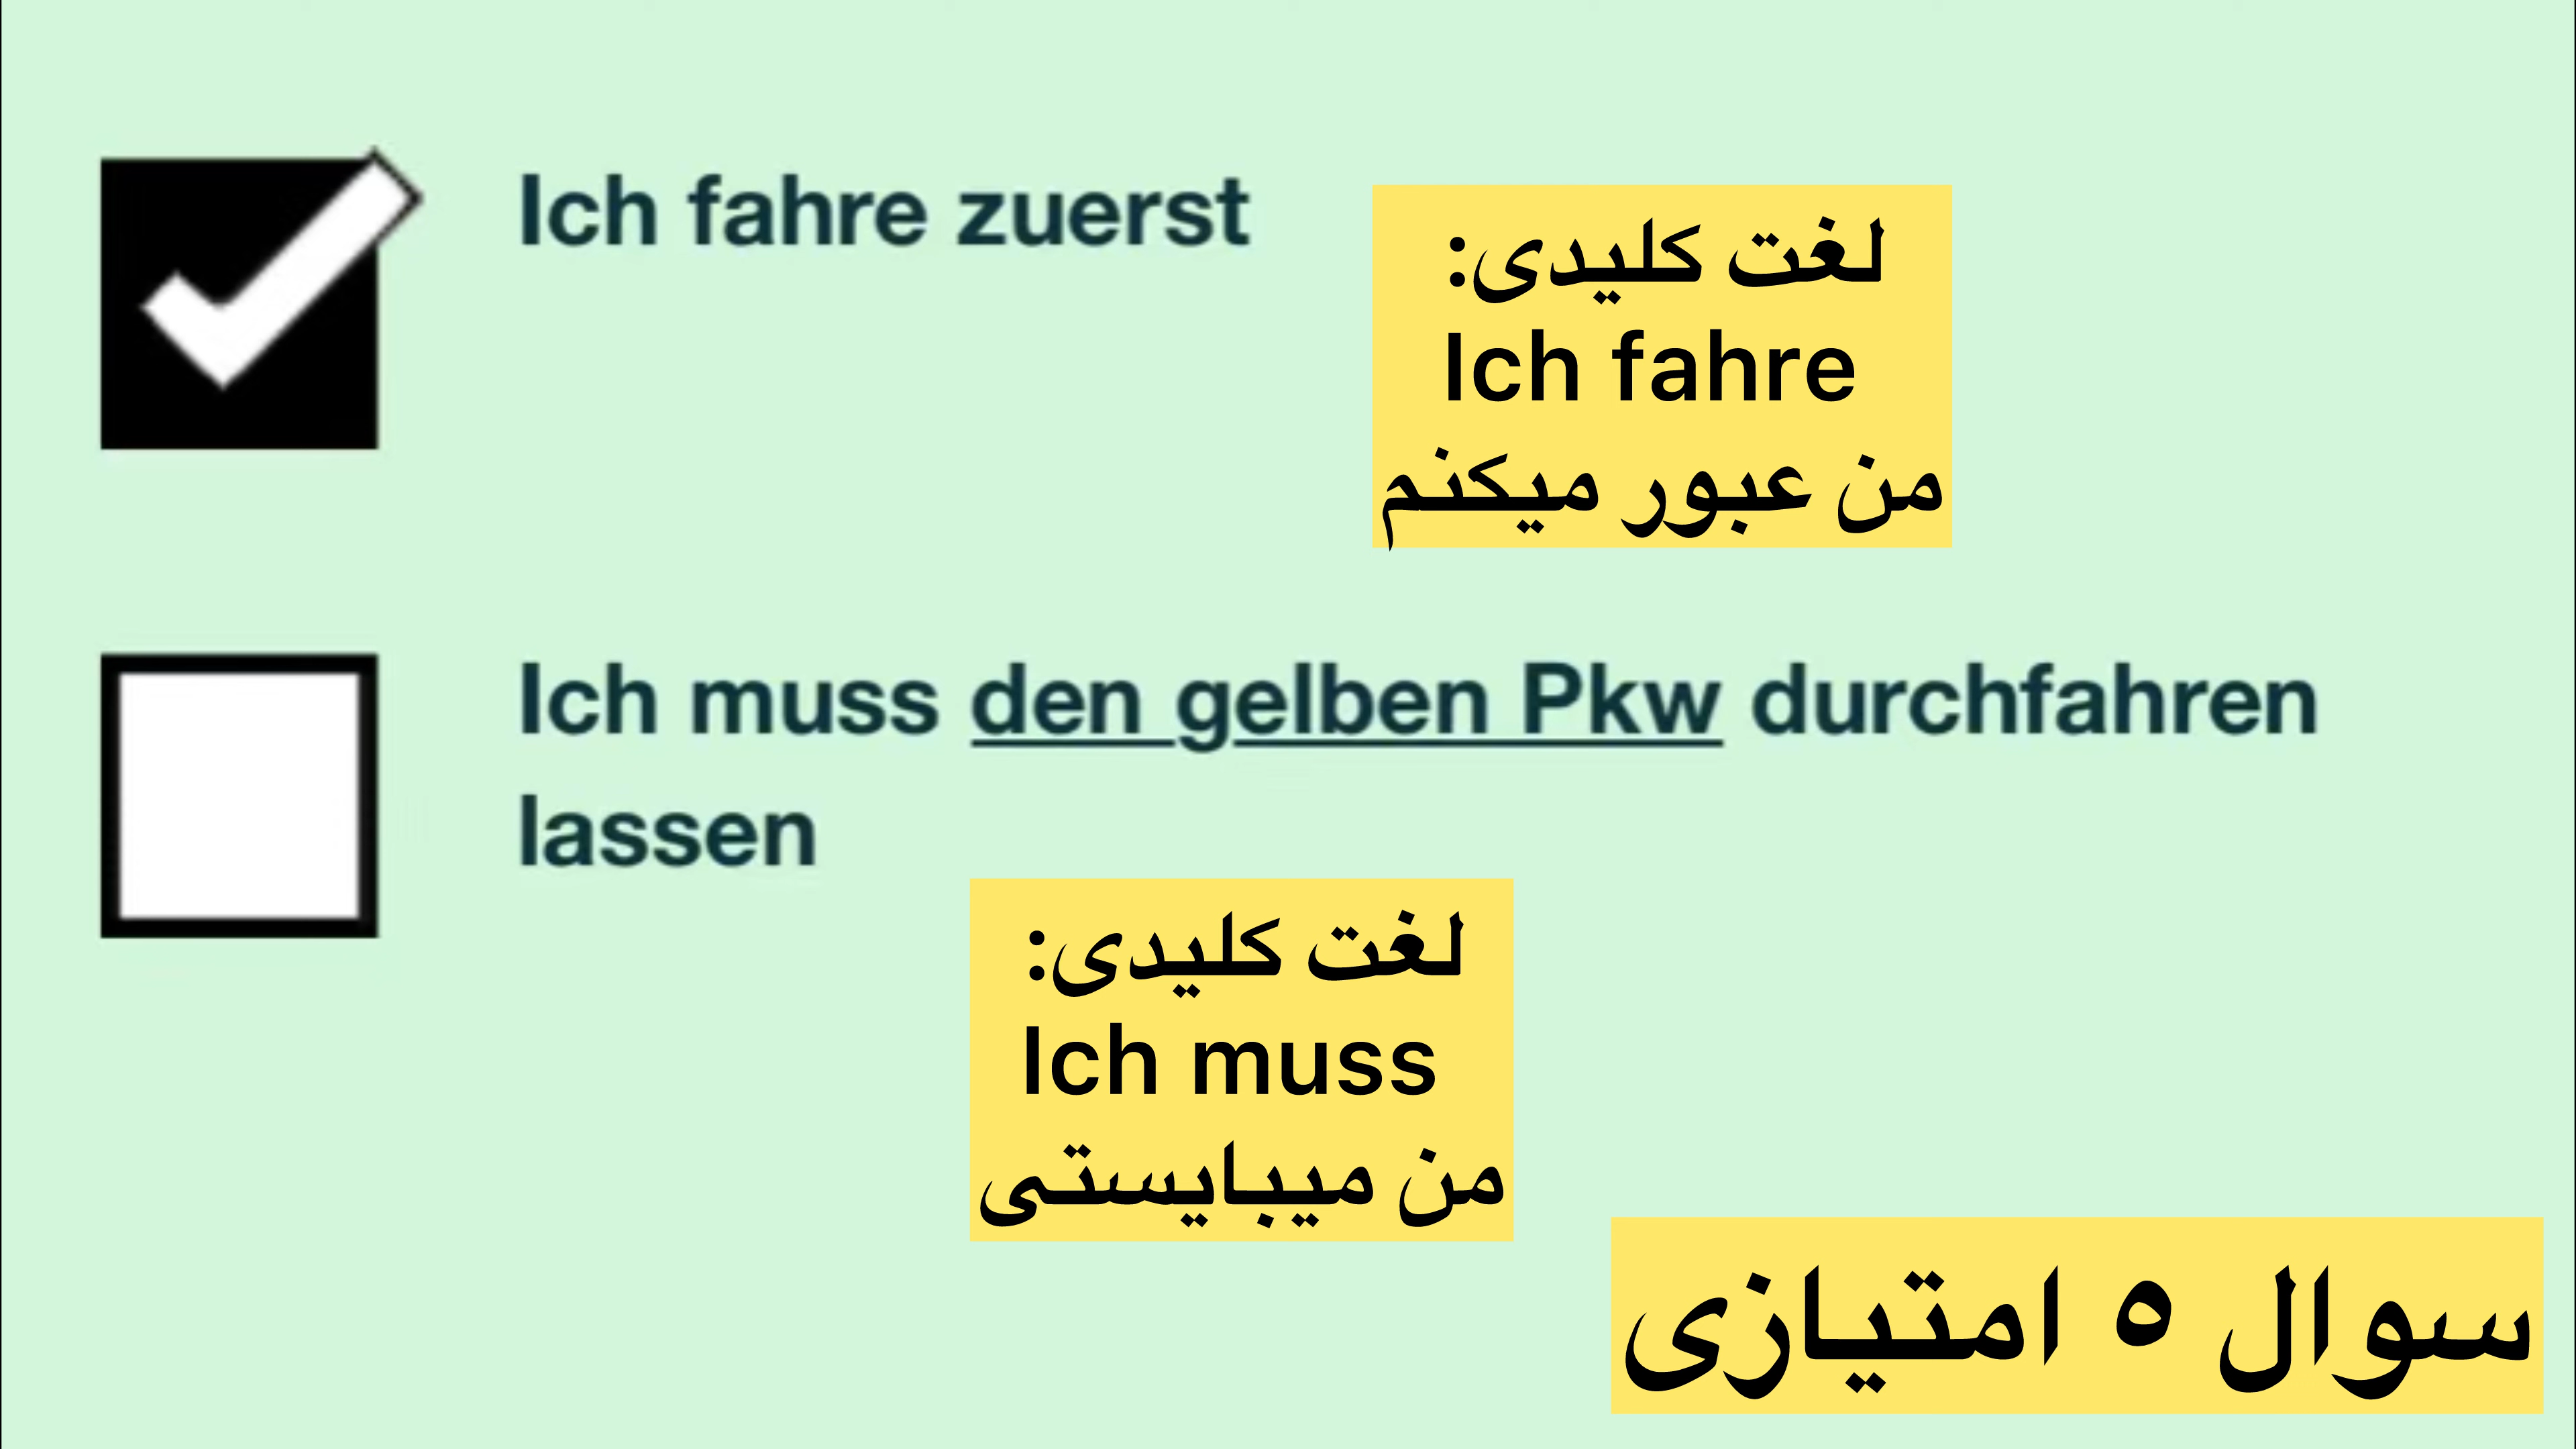 Ich fahre zuerst
لغت کلیدی:
Ich fahre
من عبور میکنم
Ich muss den gelben Pkw durchfahren
lassen
لغت کلیدی:
Ich muss
من میبایستی
سوال ٥ امتیازی